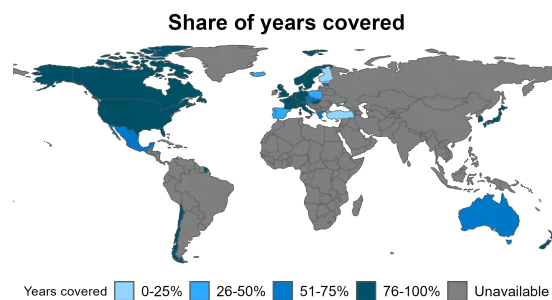 Share of years covered
Years covered 0-25% 26-50% 51-75% 76-100% Unavailable